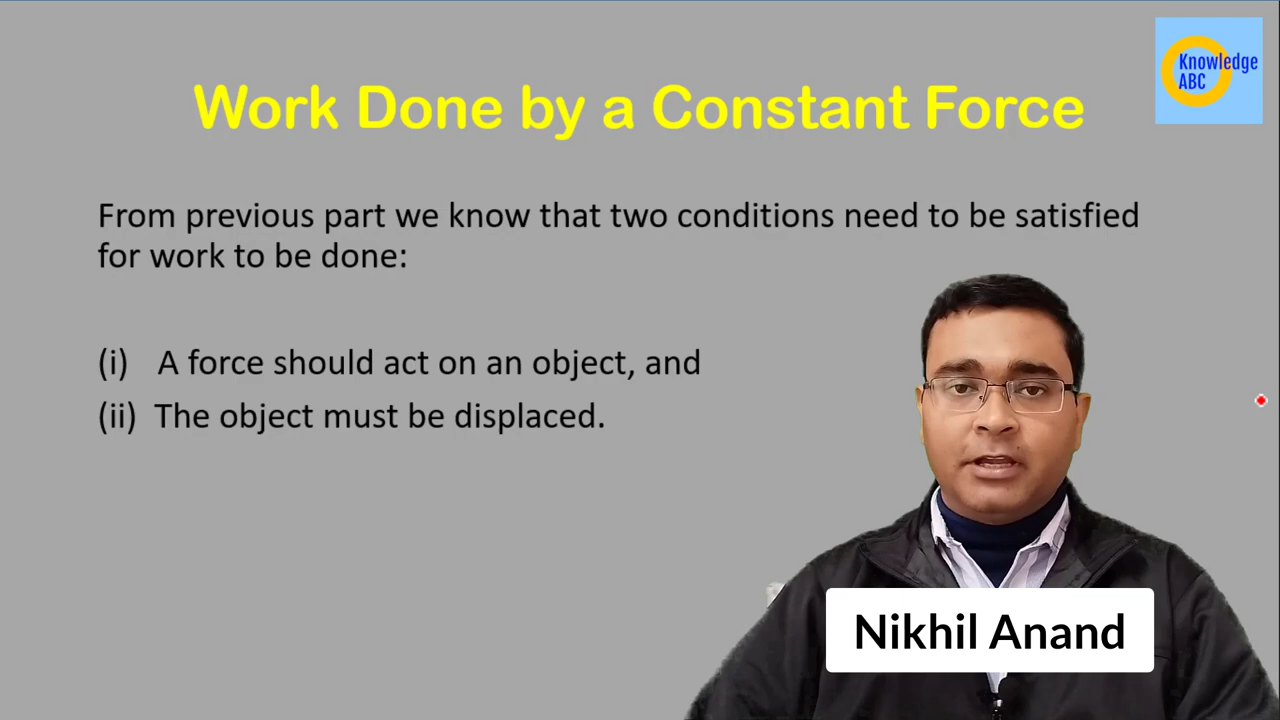 Knowledge
ABC
Work Done by a Constant Force
From previous part we know that two conditions need to be satisfied
for work to be done:
(i) A force should act on an object, and
(ii) The object must be displaced.
Nikhil Anand